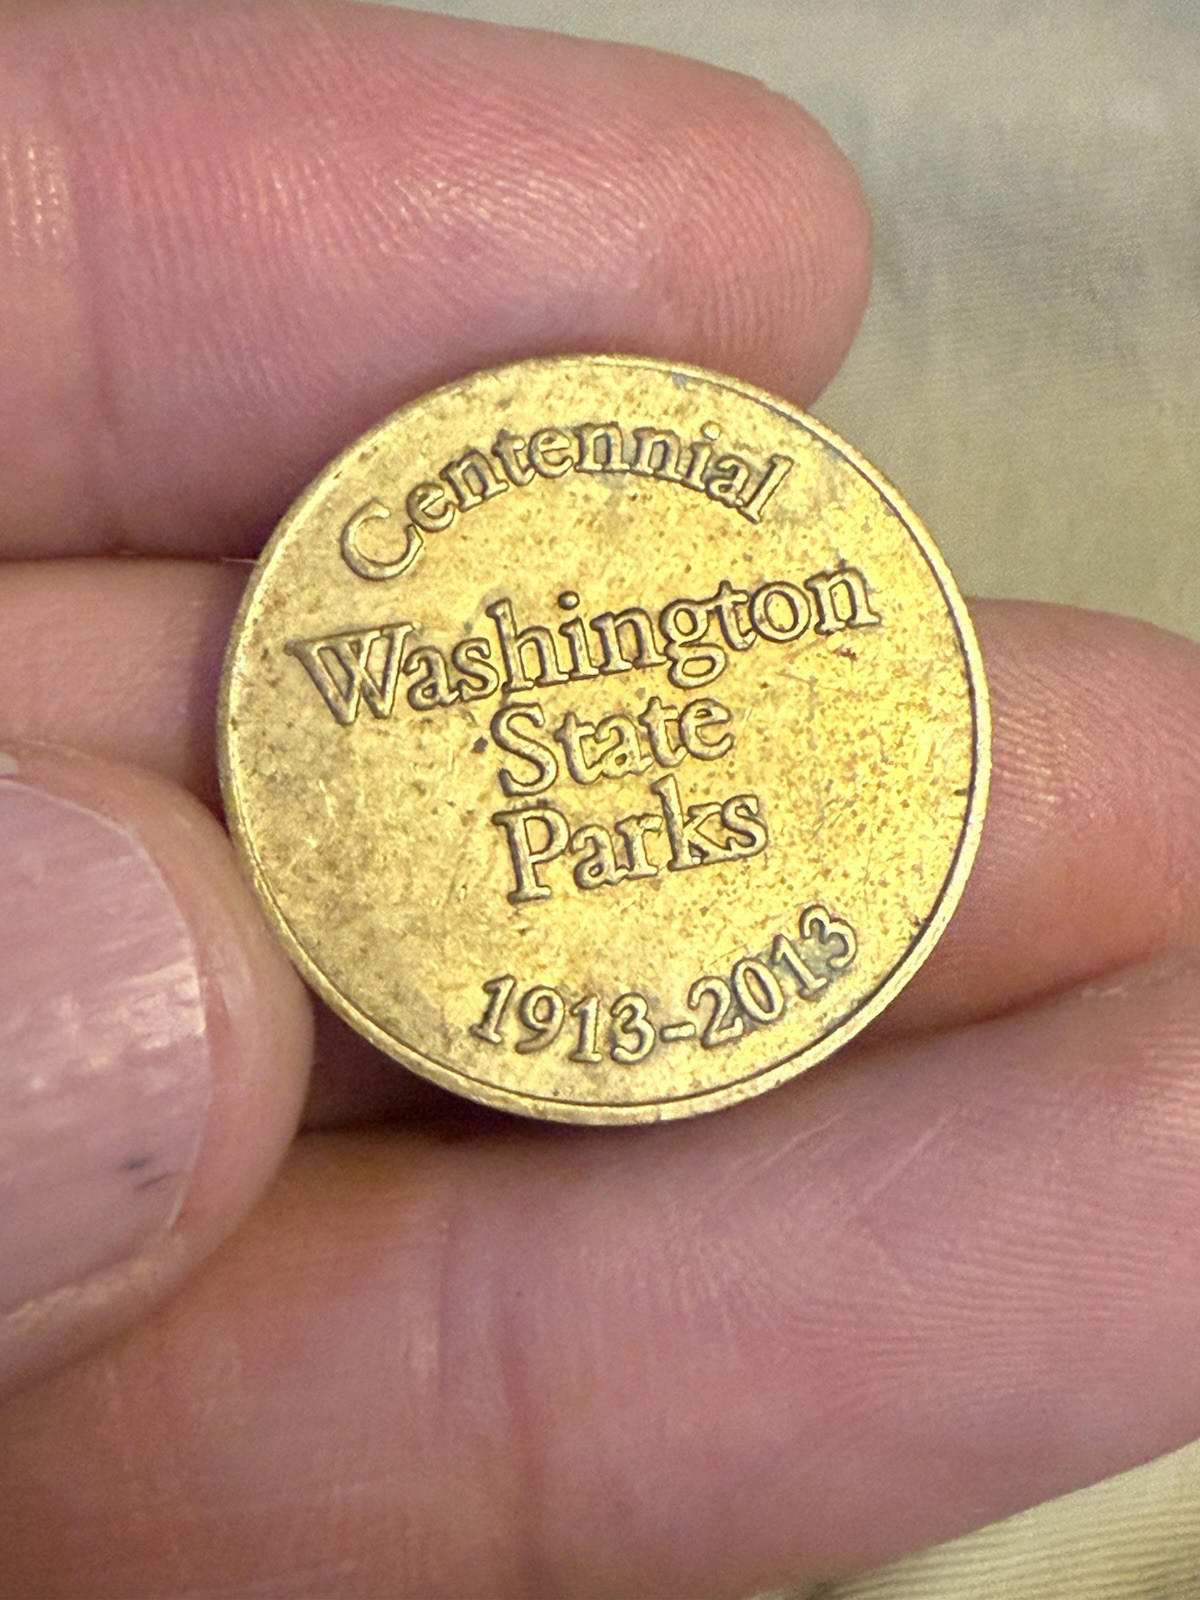 Centennial
Washington
State
Parks
1913-2013